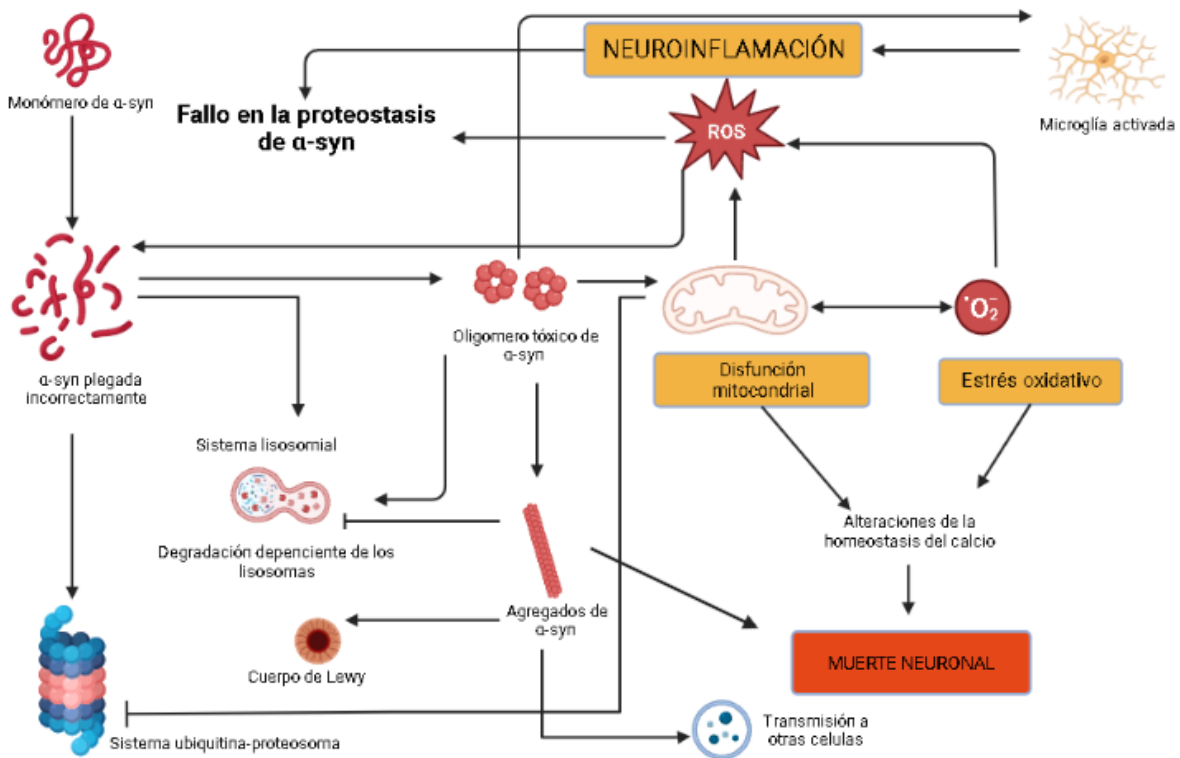 NEUROINFLAMACIÓN
Monómero de α-syn
Fallo en la proteostasis
de α-syn
ROS
Microglía activada
•O₂⁻
Oligomero tóxico de
α-syn
α-syn plegada
incorrectamente
Disfunción
mitocondrial
Estrés oxidativo
Sistema lisosomial
Alteraciones de la
homeostasis del calcio
Degradación depenciente de los
lisosomas
Agregados de
α-syn
MUERTE NEURONAL
Cuerpo de Lewy
Transmisión a
otras celulas
Sistema ubiquitina-proteosoma